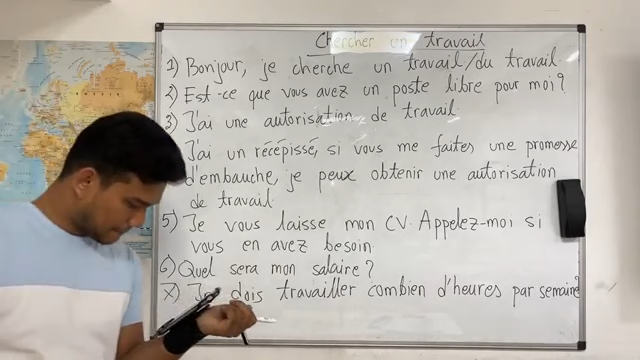 Chercher un travail
1) Bonjour, je cherche un travail/du travail
2) Est-ce que vous avez un poste libre pour moi?
3) J'ai une autorisation de travail
J'ai un récépissé, si vous me faites une promesse
d'embauche, je peux obtenir une autorisation
de travail
5) Je vous laisse mon CV. Appelez-moi si
vous en avez besoin
6) Quel sera mon salaire?
7) Je dois travailler combien d'heures par semaine?